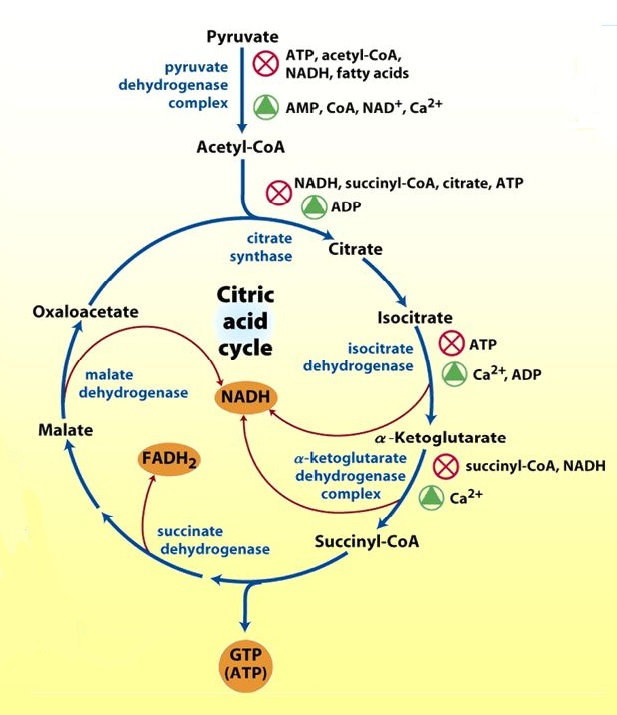 Pyruvate
ATP, acetyl-CoA,
NADH, fatty acids
pyruvate
dehydrogenase
complex
AMP, CoA, NAD⁺, Ca²⁺
Acetyl-CoA
NADH, succinyl-CoA, citrate, ATP
ADP
citrate
synthase
Citrate
Citric
acid
cycle
Oxaloacetate
Isocitrate
isocitrate
dehydrogenase
ATP
Ca²⁺, ADP
malate
dehydrogenase
NADH
Malate
α-Ketoglutarate
FADH₂
α-ketoglutarate
dehydrogenase
complex
succinyl-CoA, NADH
Ca²⁺
succinate
dehydrogenase
Succinyl-CoA
GTP
(ATP)